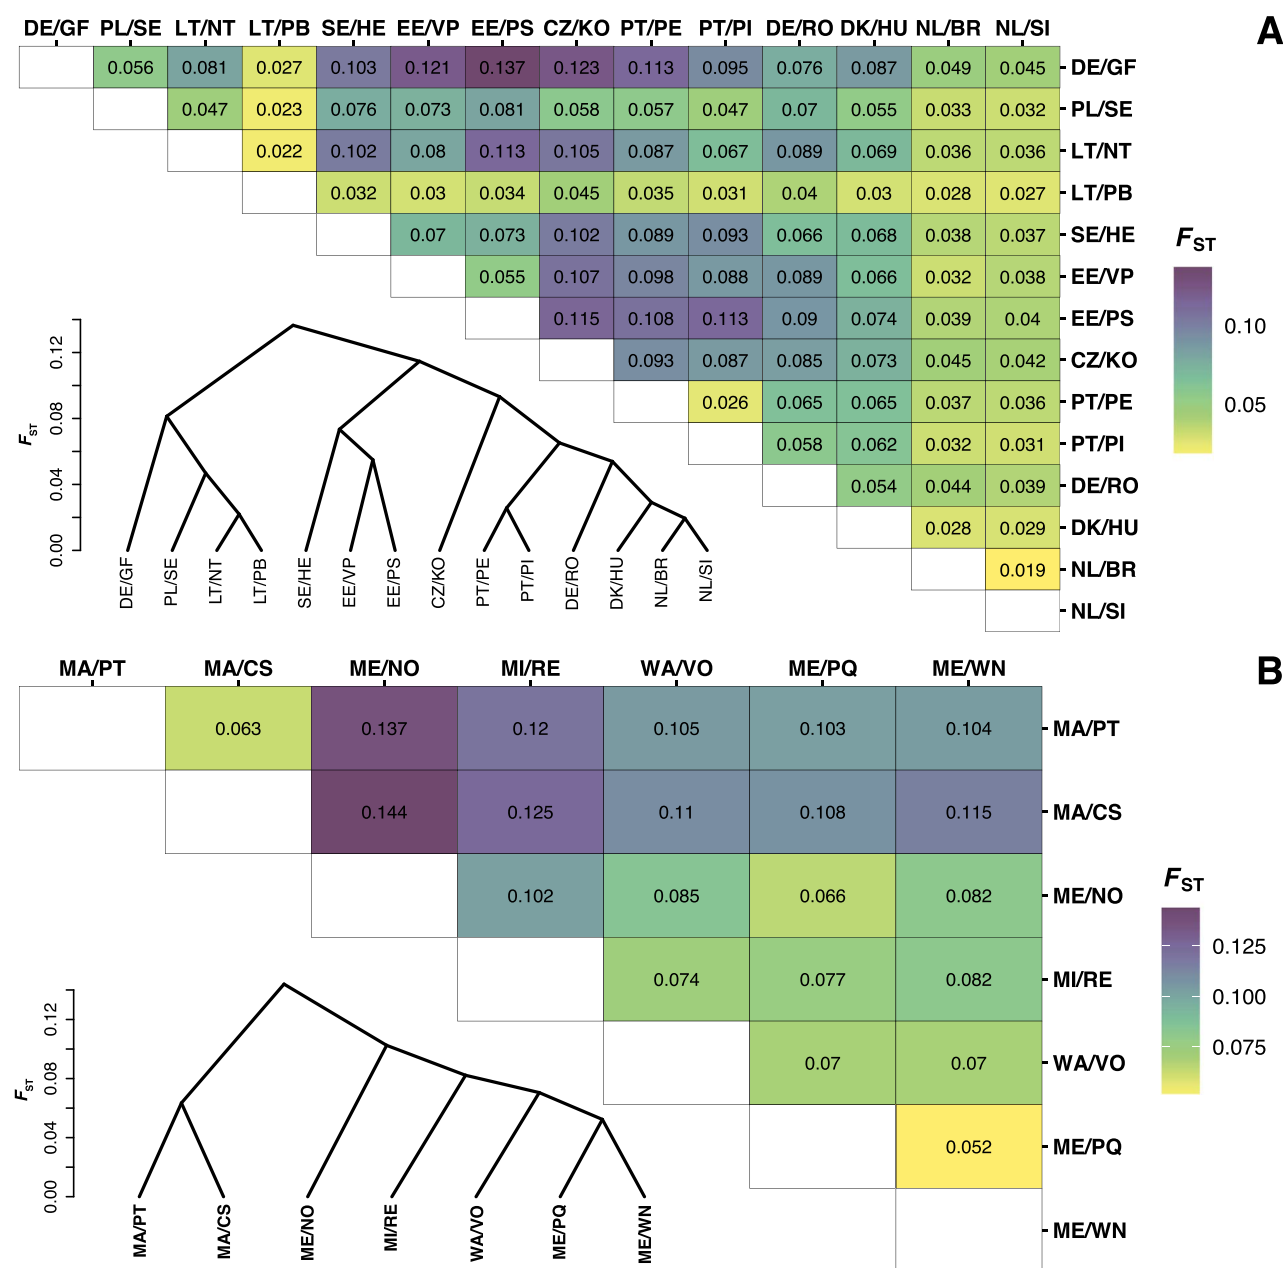 A
DE/GF PL/SE LT/NT LT/PB SE/HE EE/VP EE/PS CZ/KO PT/PE PT/PI DE/RO DK/HU NL/BR NL/SI
0.056 0.081 0.027 0.103 0.121 0.137 0.123 0.113 0.095 0.076 0.087 0.049 0.045 DE/GF
0.047 0.023 0.076 0.073 0.081 0.058 0.057 0.047 0.07 0.055 0.033 0.032 PL/SE
0.022 0.102 0.08 0.113 0.105 0.087 0.067 0.089 0.069 0.036 0.036 LT/NT
0.032 0.03 0.034 0.045 0.035 0.031 0.04 0.03 0.028 0.027 LT/PB
0.07 0.073 0.102 0.089 0.093 0.066 0.068 0.038 0.037 SE/HE
0.055 0.107 0.098 0.088 0.089 0.066 0.032 0.038 EE/VP
0.115 0.108 0.113 0.09 0.074 0.039 0.04 EE/PS
0.093 0.087 0.085 0.073 0.045 0.042 CZ/KO
0.026 0.065 0.065 0.037 0.036 PT/PE
0.058 0.062 0.032 0.031 PT/PI
0.054 0.044 0.039 DE/RO
0.028 0.029 DK/HU
0.019 NL/BR
NL/SI
FST
0.10
0.05
FST
0.12
0.08
0.04
0.00
DE/GF PL/SE LT/NT LT/PB SE/HE EE/VP EE/PS CZ/KO PT/PE PT/PI DE/RO DK/HU NL/BR NL/SI
B
MA/PT MA/CS ME/NO MI/RE WA/VO ME/PQ ME/WN
0.063 0.137 0.12 0.105 0.103 0.104 MA/PT
0.144 0.125 0.11 0.108 0.115 MA/CS
0.102 0.085 0.066 0.082 ME/NO
0.074 0.077 0.082 MI/RE
0.07 0.07 WA/VO
0.052 ME/PQ
ME/WN
FST
0.125
0.100
0.075
FST
0.12
0.08
0.04
0.00
MA/PT MA/CS ME/NO MI/RE WA/VO ME/PQ ME/WN